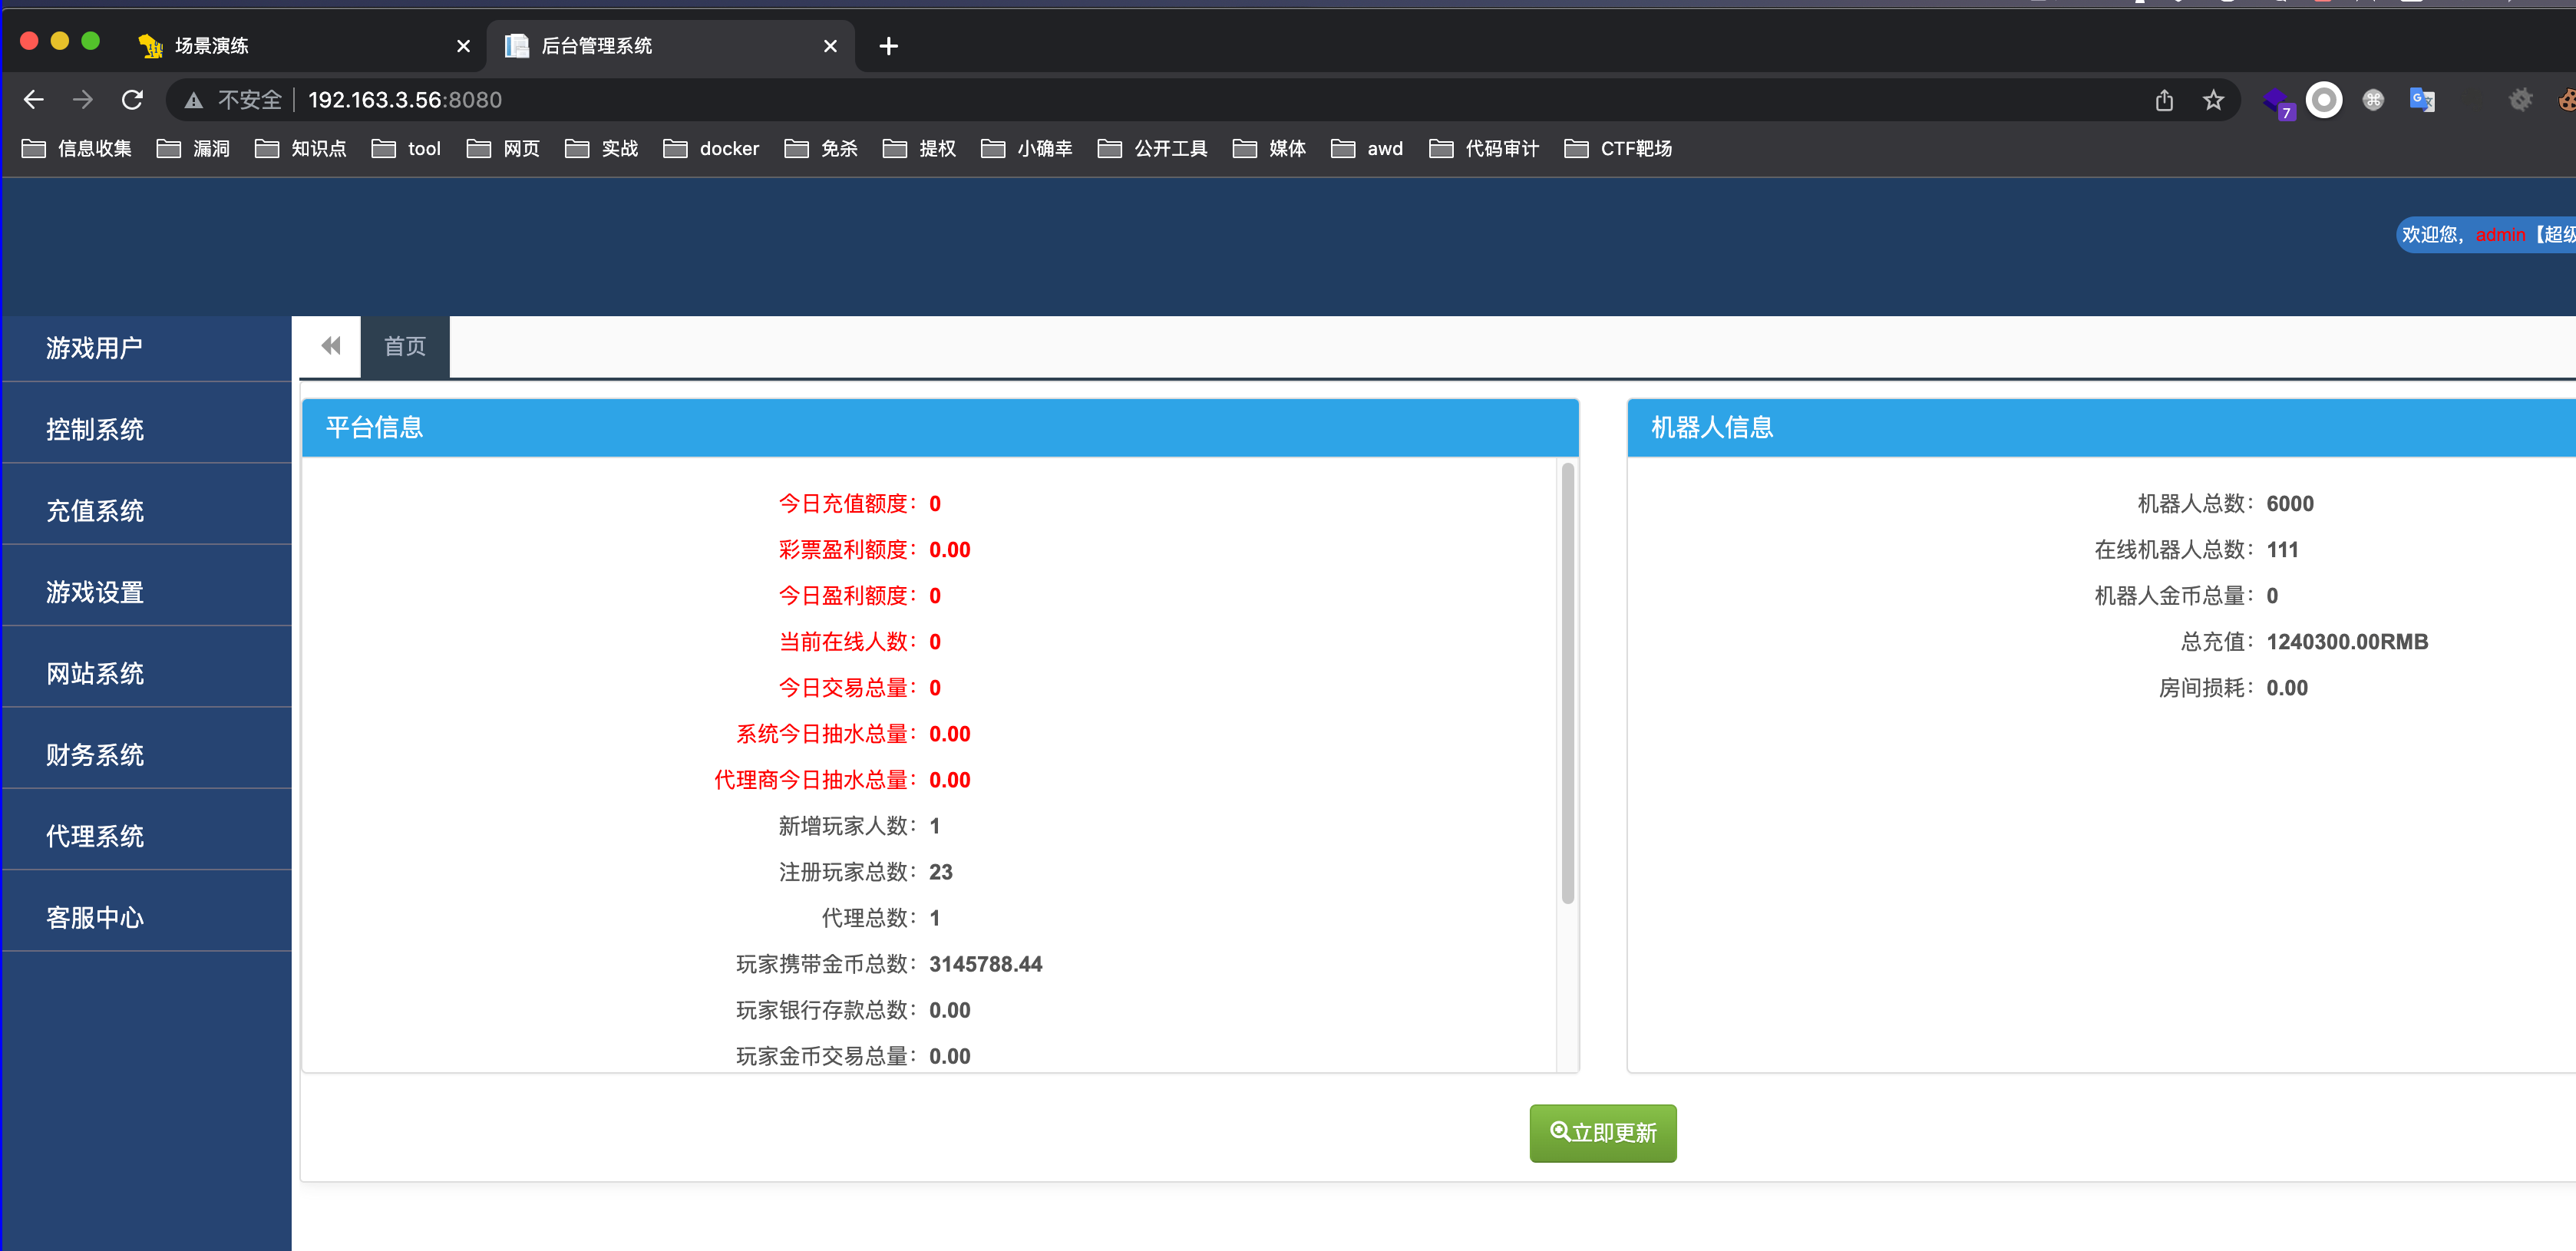 场景演练
后台管理系统
不安全 192.163.3.56:8080
7
信息收集 漏洞 知识点 tool 网页 实战 docker 免杀 提权 小确幸 公开工具 媒体 awd 代码审计 CTF靶场
欢迎您，admin【超级
游戏用户
控制系统
充值系统
游戏设置
网站系统
财务系统
代理系统
客服中心
首页
平台信息
今日充值额度：0
彩票盈利额度：0.00
今日盈利额度：0
当前在线人数：0
今日交易总量：0
系统今日抽水总量：0.00
代理商今日抽水总量：0.00
新增玩家人数：1
注册玩家总数：23
代理总数：1
玩家携带金币总数：3145788.44
玩家银行存款总数：0.00
玩家金币交易总量：0.00
机器人信息
机器人总数：6000
在线机器人总数：111
机器人金币总量：0
总充值：1240300.00RMB
房间损耗：0.00
立即更新